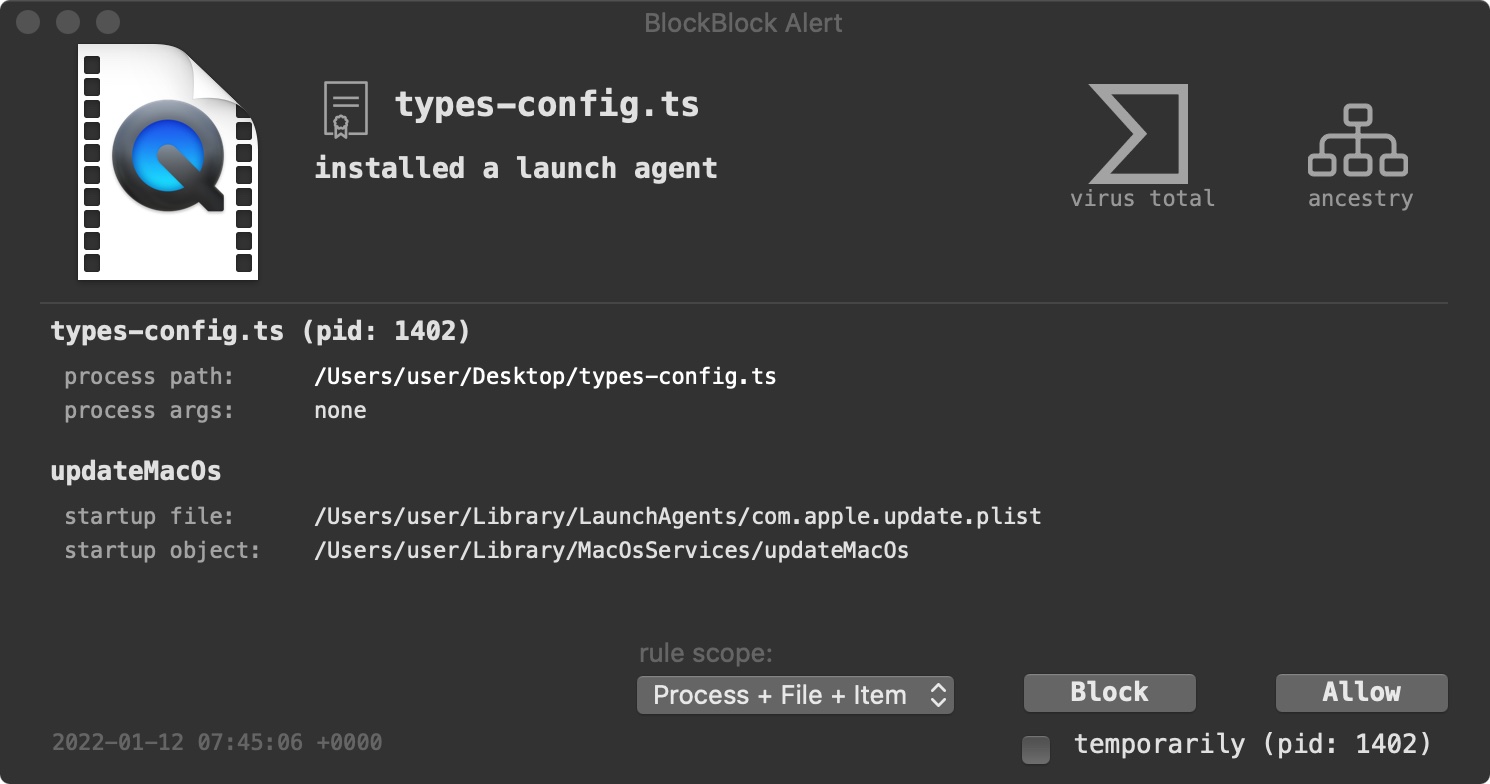 BlockBlock Alert
types-config.ts
installed a launch agent
virus total
ancestry
types-config.ts (pid: 1402)
process path: /Users/user/Desktop/types-config.ts
process args: none
updateMacOs
startup file: /Users/user/Library/LaunchAgents/com.apple.update.plist
startup object: /Users/user/Library/MacOsServices/updateMacOs
rule scope:
Process + File + Item
Block
Allow
2022-01-12 07:45:06 +0000
temporarily (pid: 1402)